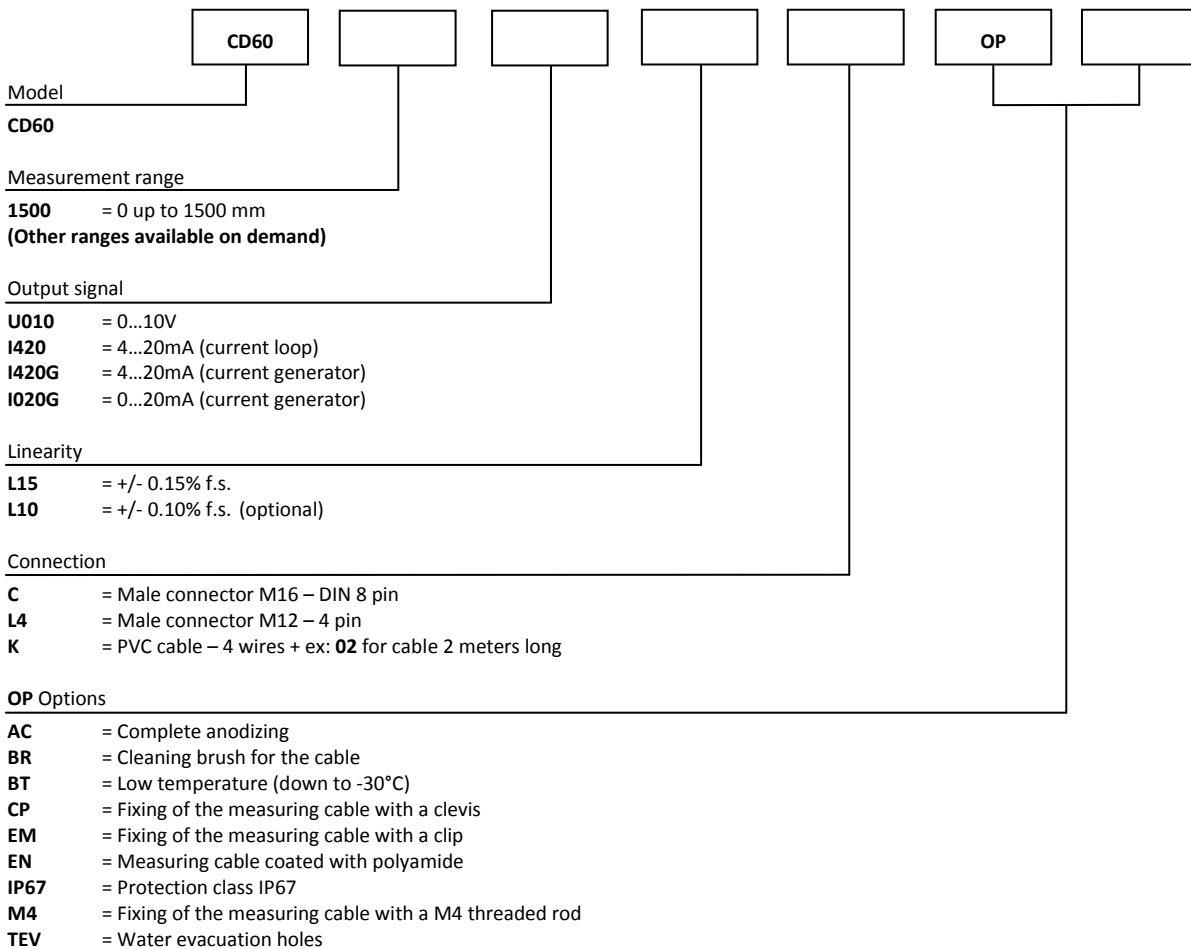 CD60 OP
Model
CD60
Measurement range
1500 = 0 up to 1500 mm
(Other ranges available on demand)
Output signal
U010 = 0…10V
I420 = 4…20mA (current loop)
I420G = 4…20mA (current generator)
I020G = 0…20mA (current generator)
Linearity
L15 = +/- 0.15% f.s.
L10 = +/- 0.10% f.s. (optional)
Connection
C = Male connector M16 – DIN 8 pin
L4 = Male connector M12 – 4 pin
K = PVC cable – 4 wires + ex: 02 for cable 2 meters long
OP Options
AC = Complete anodizing
BR = Cleaning brush for the cable
BT = Low temperature (down to -30°C)
CP = Fixing of the measuring cable with a clevis
EM = Fixing of the measuring cable with a clip
EN = Measuring cable coated with polyamide
IP67 = Protection class IP67
M4 = Fixing of the measuring cable with a M4 threaded rod
TEV = Water evacuation holes